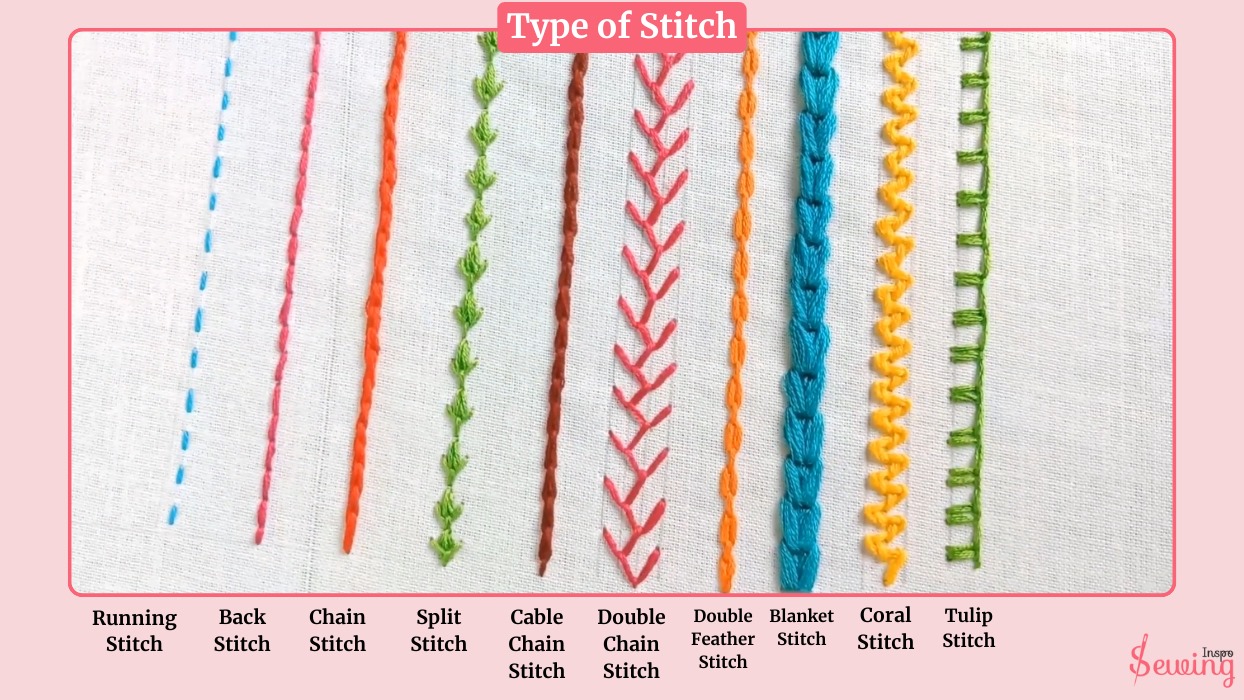 Type of Stitch
Running
Stitch
Back
Stitch
Chain
Stitch
Split
Stitch
Cable
Chain
Stitch
Double
Chain
Stitch
Double
Feather
Stitch
Blanket
Stitch
Coral
Stitch
Tulip
Stitch
Inspo
Sewing